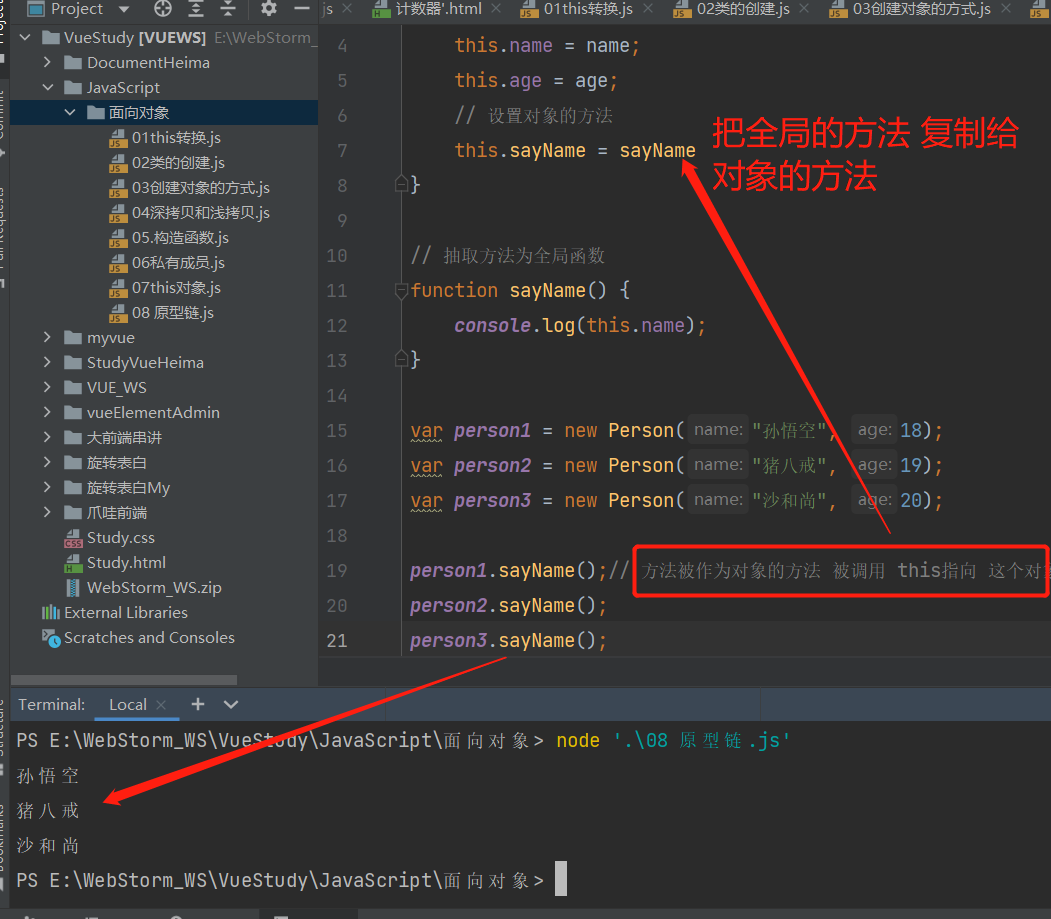 Project
js
计数器'.html
01this转换.js
02类的创建.js
03创建对象的方式.js
VueStudy [VUEWS] E:\WebStorm_
DocumentHeima
JavaScript
面向对象
01this转换.js
02类的创建.js
03创建对象的方式.js
04深拷贝和浅拷贝.js
05.构造函数.js
06私有成员.js
07this对象.js
08 原型链.js
myvue
StudyVueHeima
VUE_WS
vueElementAdmin
大前端串讲
旋转表白
旋转表白My
爪哇前端
Study.css
Study.html
WebStorm_WS.zip
External Libraries
Scratches and Consoles
4 this.name = name;
5 this.age = age;
6 // 设置对象的方法
7 this.sayName = sayName
8 }
9
10 // 抽取方法为全局函数
11 function sayName() {
12 console.log(this.name);
13 }
14
15 var person1 = new Person( name: "孙悟空", age: 18);
16 var person2 = new Person( name: "猪八戒", age: 19);
17 var person3 = new Person( name: "沙和尚", age: 20);
18
19 person1.sayName();// 方法被作为对象的方法 被调用 this指向 这个对
20 person2.sayName();
21 person3.sayName();
把全局的方法 复制给
对象的方法
Terminal: Local
PS E:\WebStorm_WS\VueStudy\JavaScript\面向对象> node '.\08 原型链.js'
孙悟空
猪八戒
沙和尚
PS E:\WebStorm_WS\VueStudy\JavaScript\面向对象>